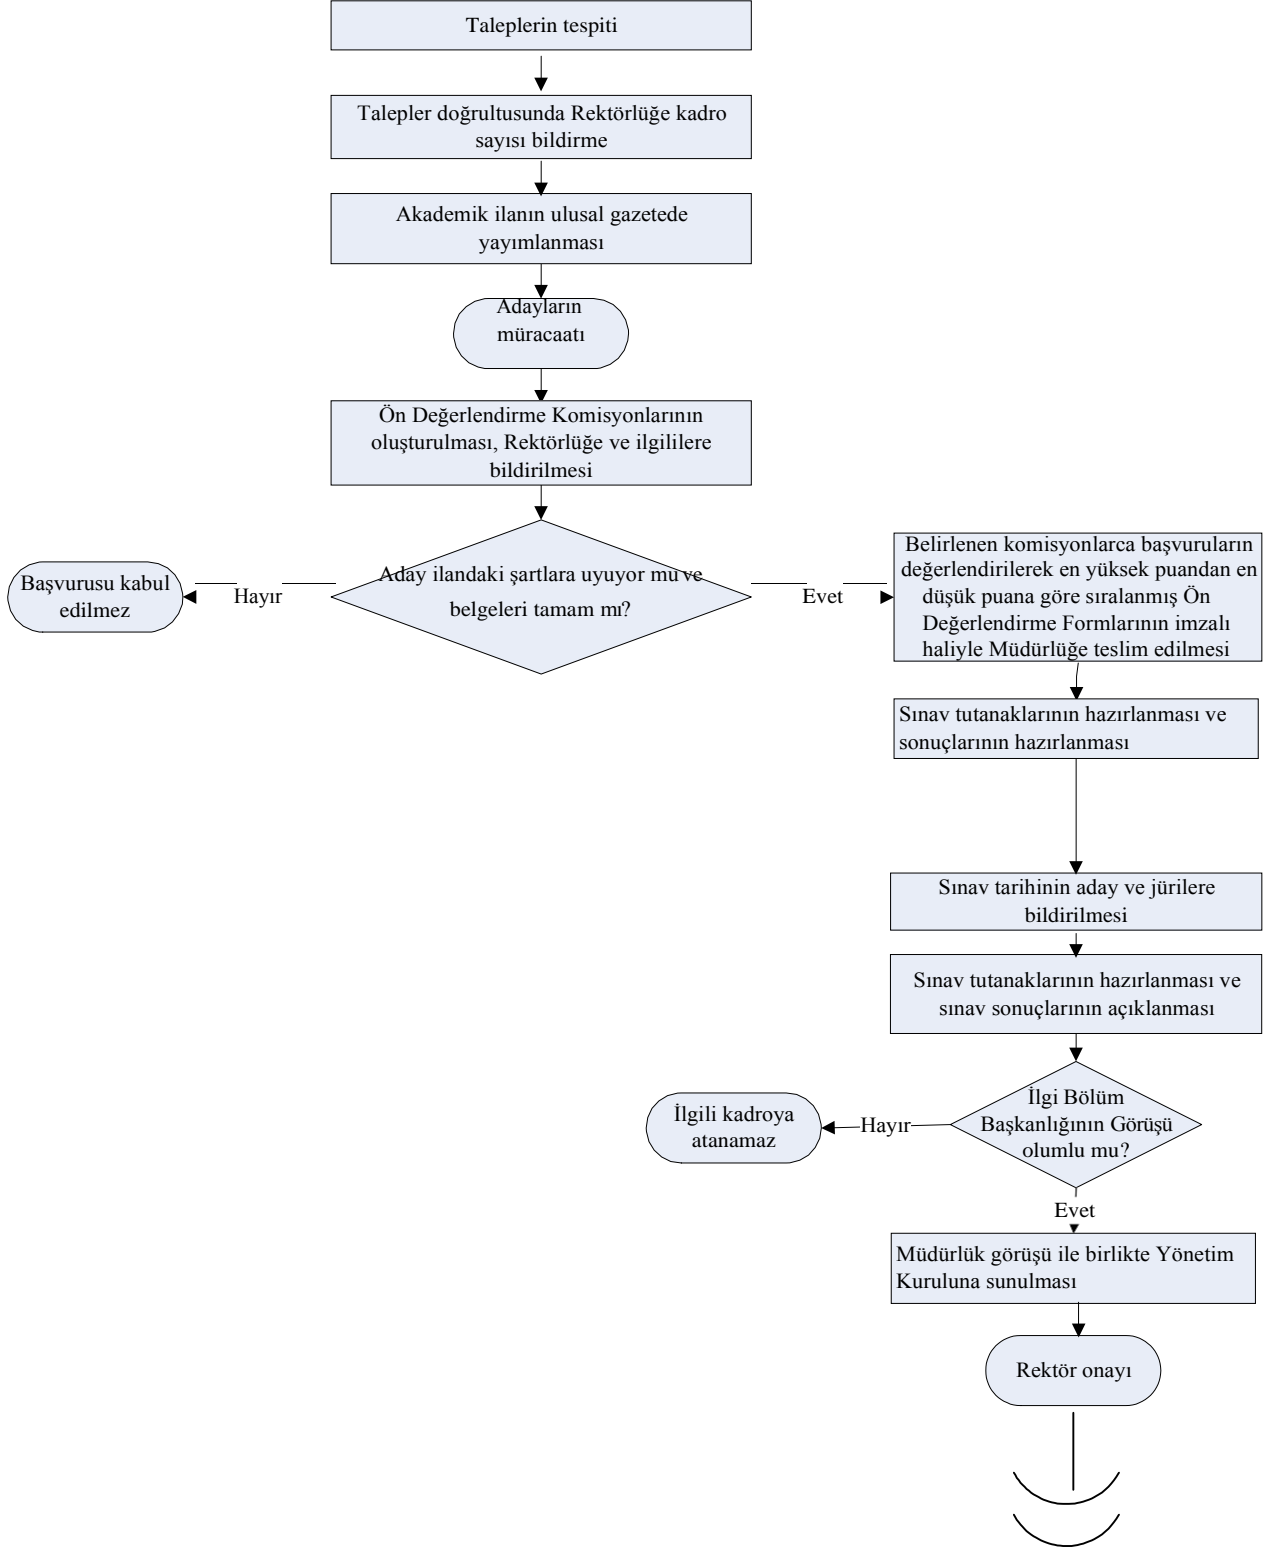 Taleplerin tespiti
Talepler doğrultusunda Rektörlüğe kadro
sayısı bildirme
Akademik ilanın ulusal gazetede
yayımlanması
Adayların
müracaatı
Ön Değerlendirme Komisyonlarının
oluşturulması, Rektörlüğe ve ilgililere
bildirilmesi
Aday ilandaki şartlara uyuyor mu ve
belgeleri tamam mı?
Hayır
Başvurusu kabul
edilmez
Evet
Belirlenen komisyonlarca başvuruların
değerlendirilerek en yüksek puandan en
düşük puana göre sıralanmış Ön
Değerlendirme Formlarının imzalı
haliyle Müdürlüğe teslim edilmesi
Sınav tutanaklarının hazırlanması ve
sonuçlarının hazırlanması
Sınav tarihinin aday ve jürilere
bildirilmesi
Sınav tutanaklarının hazırlanması ve
sınav sonuçlarının açıklanması
İlgi Bölüm
Başkanlığının Görüşü
olumlu mu?
Hayır
İlgili kadroya
atanamaz
Evet
Müdürlük görüşü ile birlikte Yönetim
Kuruluna sunulması
Rektör onayı